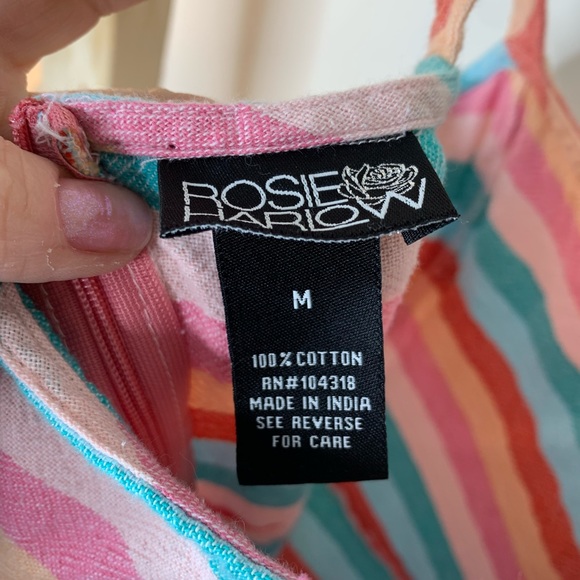 ROSIE
HARLOW
M
100% COTTON
RN#104318
MADE IN INDIA
SEE REVERSE
FOR CARE